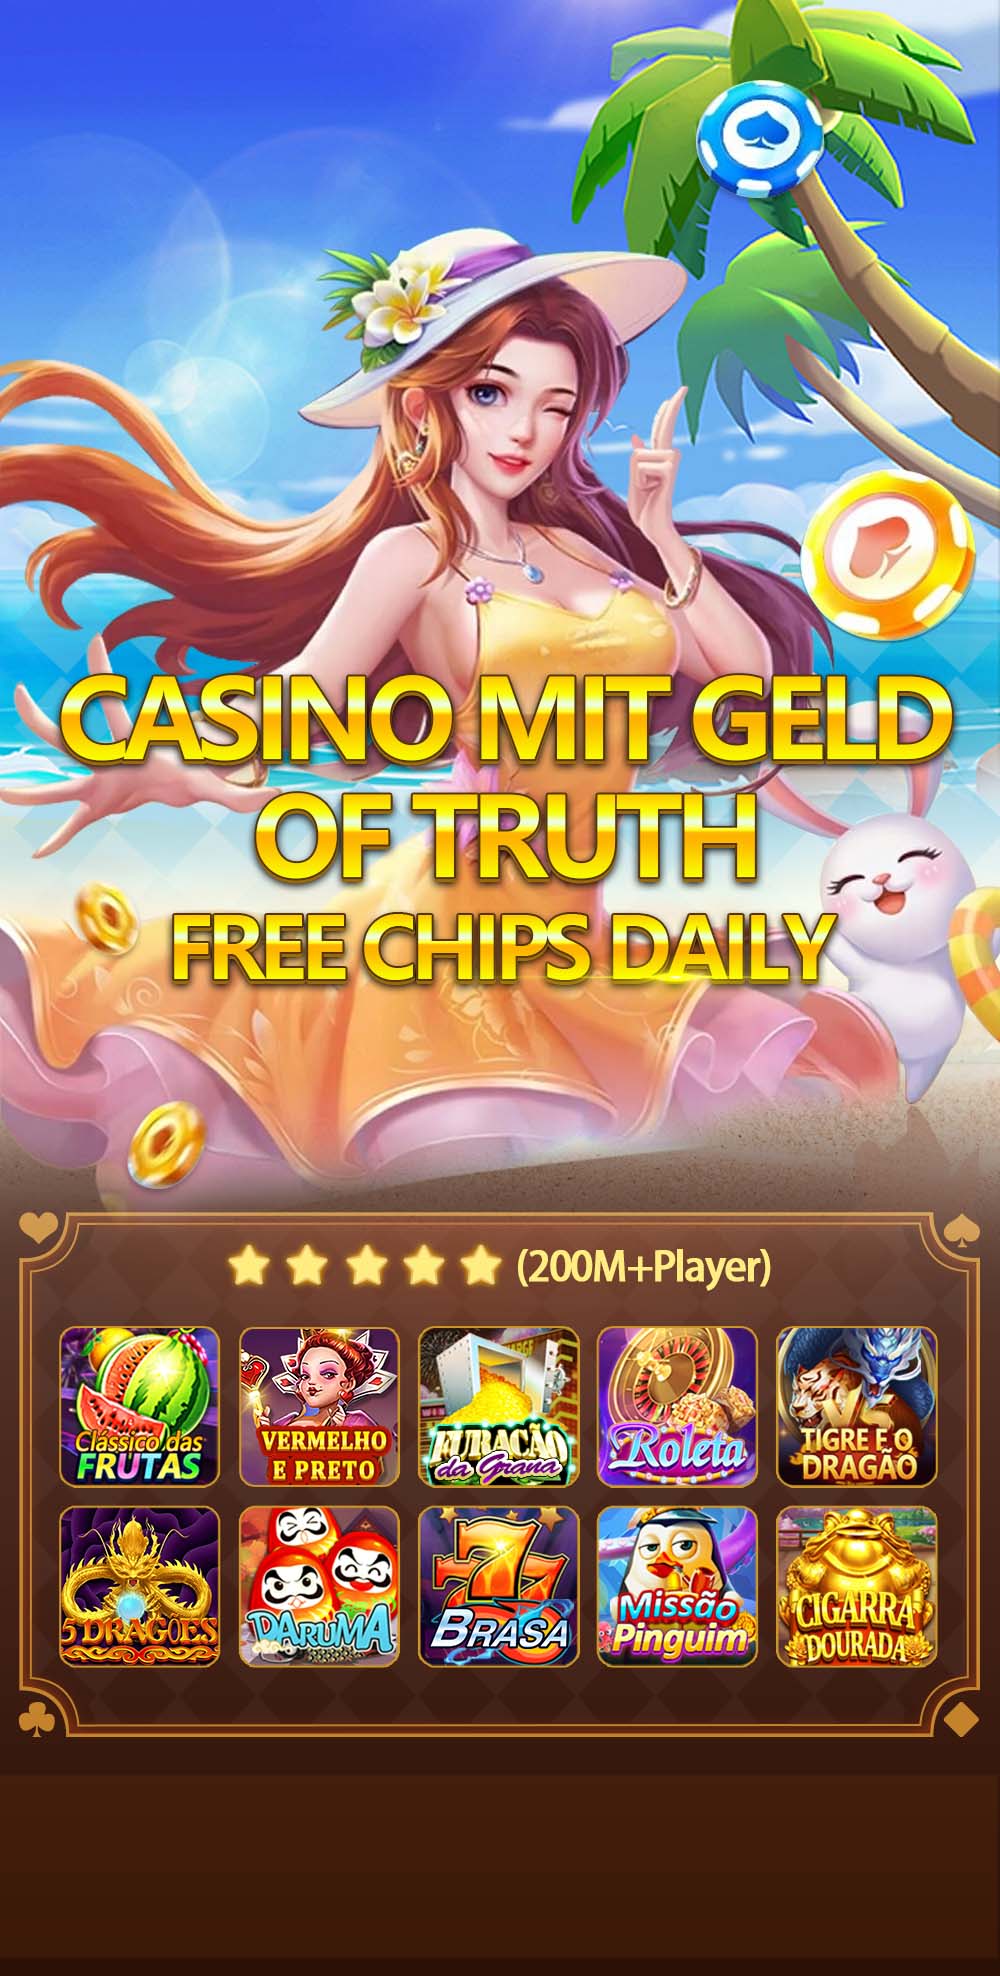 CASINO MIT GELD
OF TRUTH
FREE CHIPS DAILY
(200M+Player)
Clássico das
FRUTAS
VERMELHO
E PRETO
FURACÃO
da Grana
Roleta
VS
TIGRE E O
DRAGÃO
5 DRAGÕES
DARUMA
777
BRASA
Missão
Pinguim
CIGARRA
DOURADA